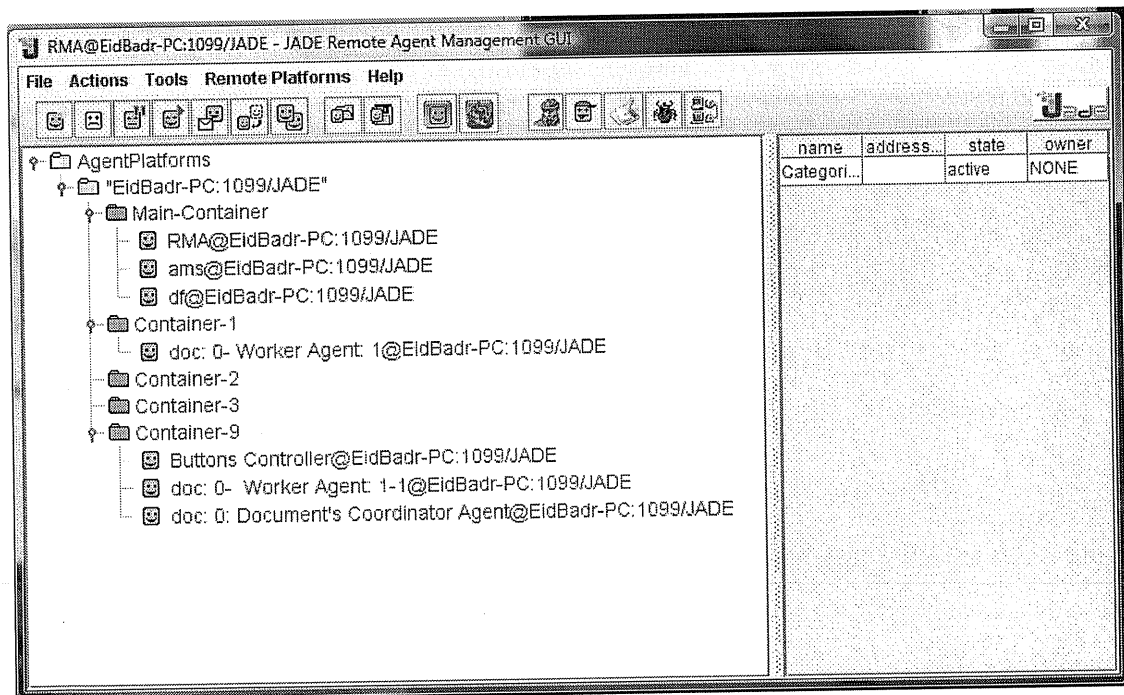 RMA@EidBadr-PC:1099/JADE - JADE Remote Agent Management GUI
File Actions Tools Remote Platforms Help
Jade
AgentPlatforms
"EidBadr-PC:1099/JADE"
Main-Container
RMA@EidBadr-PC:1099/JADE
ams@EidBadr-PC:1099/JADE
df@EidBadr-PC:1099/JADE
Container-1
doc: 0- Worker Agent: 1@EidBadr-PC:1099/JADE
Container-2
Container-3
Container-9
Buttons Controller@EidBadr-PC:1099/JADE
doc: 0- Worker Agent: 1-1@EidBadr-PC:1099/JADE
doc: 0: Document's Coordinator Agent@EidBadr-PC:1099/JADE
name address... state owner
Categori... active NONE